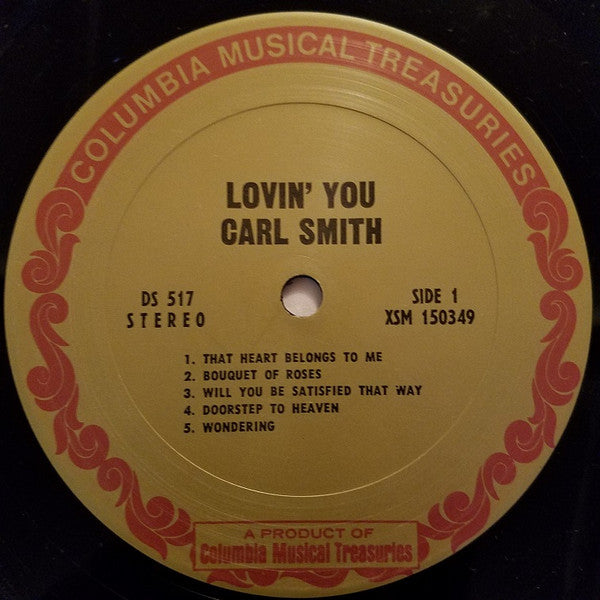 COLUMBIA MUSICAL TREASURIES
LOVIN' YOU
CARL SMITH
DS 517
STEREO
SIDE 1
XSM 150349
1. THAT HEART BELONGS TO ME
2. BOUQUET OF ROSES
3. WILL YOU BE SATISFIED THAT WAY
4. DOORSTEP TO HEAVEN
5. WONDERING
A PRODUCT OF
Columbia Musical Treasuries